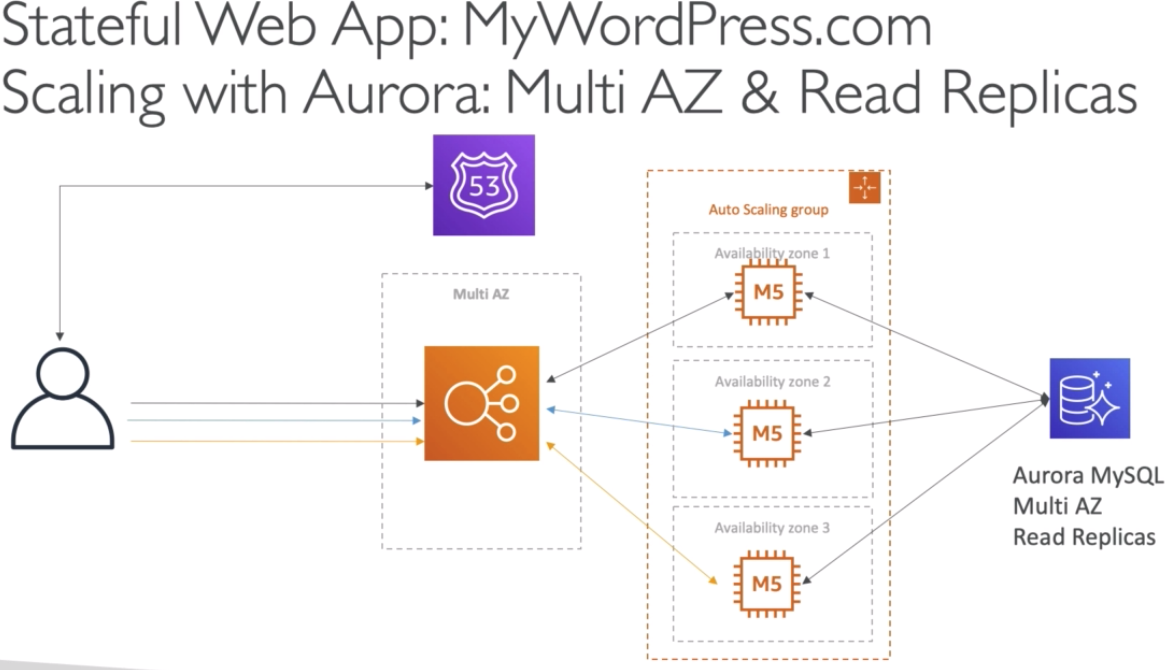 Stateful Web App: MyWordPress.com
Scaling with Aurora: Multi AZ & Read Replicas
53
Auto Scaling group
Availability zone 1
M5
Multi AZ
Availability zone 2
M5
Availability zone 3
M5
Aurora MySQL
Multi AZ
Read Replicas